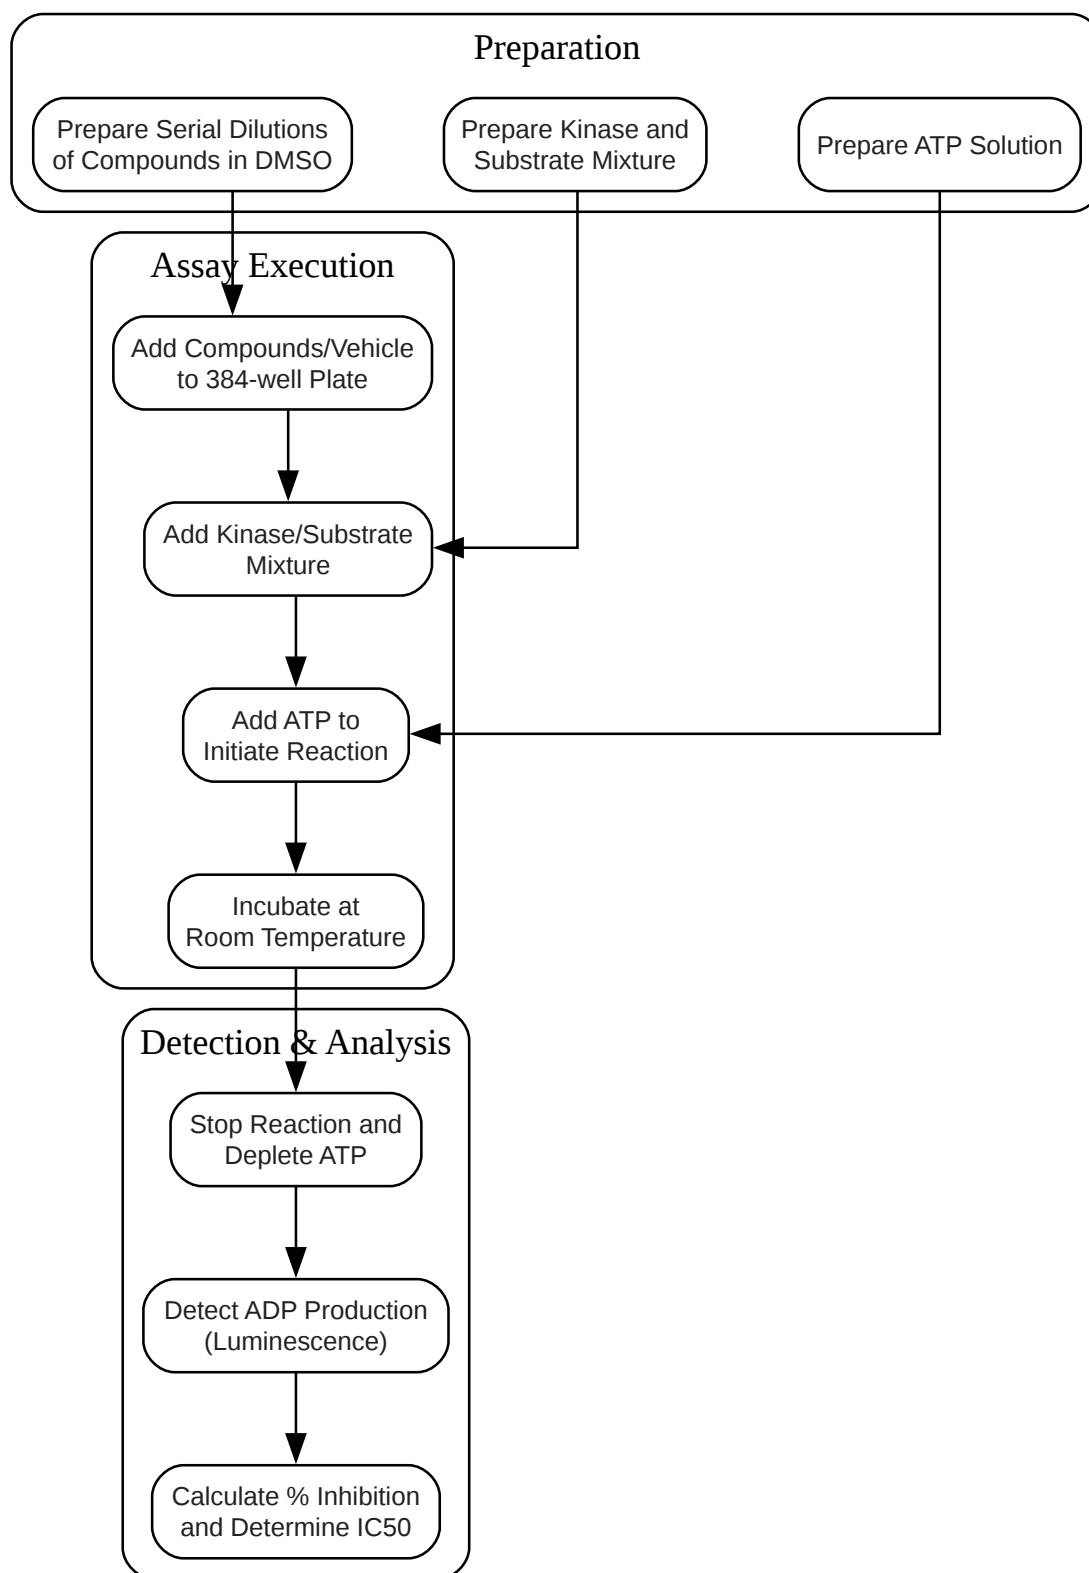 Preparation
Prepare Serial Dilutions
of Compounds in DMSO
Prepare Kinase and
Substrate Mixture
Prepare ATP Solution
Assay Execution
Add Compounds/Vehicle
to 384-well Plate
Add Kinase/Substrate
Mixture
Add ATP to
Initiate Reaction
Incubate at
Room Temperature
Detection & Analysis
Stop Reaction and
Deplete ATP
Detect ADP Production
(Luminescence)
Calculate % Inhibition
and Determine IC50